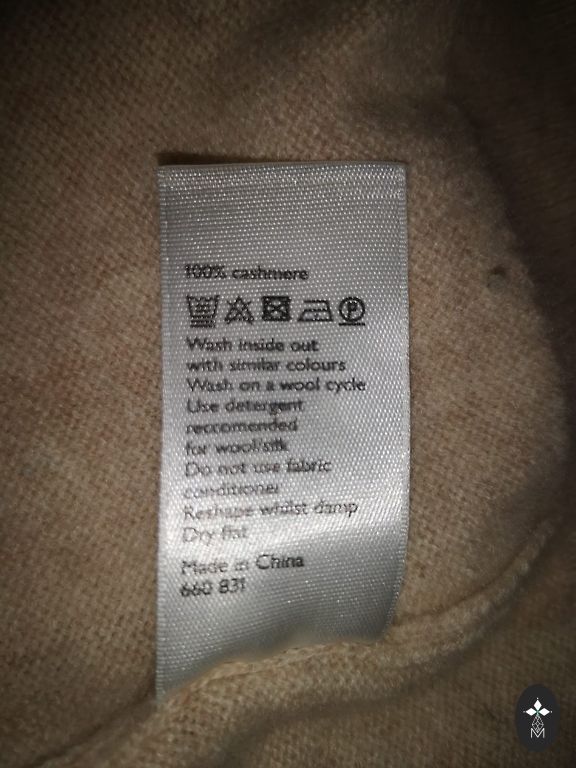 100% cashmere
Wash inside out
with similar colours
Wash on a wool cycle
Use detergent
reccomended
for wool/silk
Do not use fabric
conditioner
Reshape whilst damp
Dry flat
Made in China
660 831
M